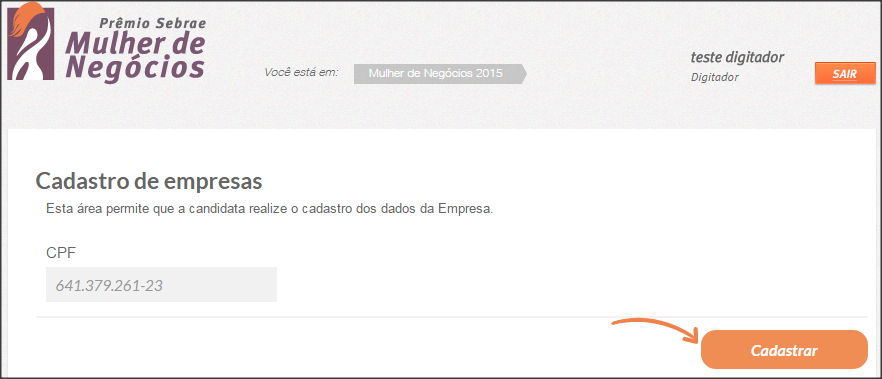 Prêmio Sebrae
Mulher de
Negócios
Você está em:
Mulher de Negócios 2015
teste digitador
Digitador
SAIR
Cadastro de empresas
Esta área permite que a candidata realize o cadastro dos dados da Empresa.
CPF
641.379.261-23
Cadastrar